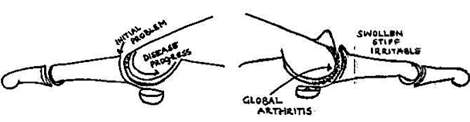 INITIAL
PROBLEM
DISEASE
PROGRESS
SWOLLEN
STIFF
IRRITABLE
GLOBAL
ARTHRITIS